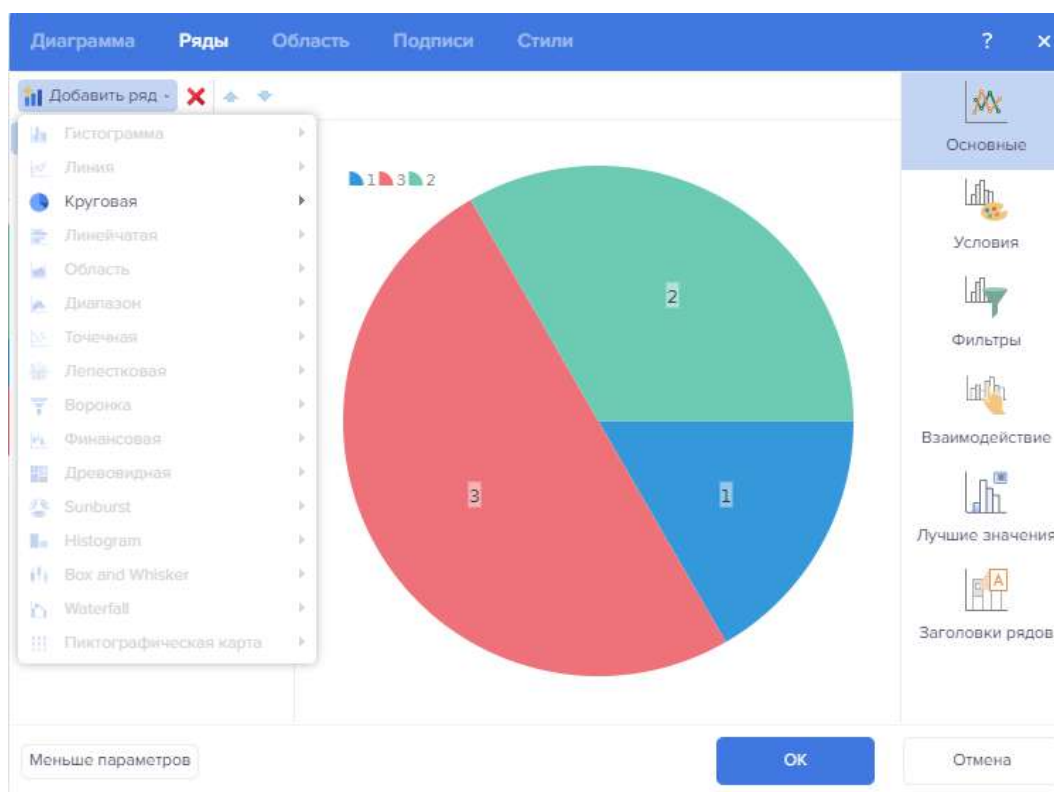 Диаграмма Ряды Область Подписи Стили ? ×
Добавить ряд
Гистограмма
Линия
Круговая
Линейчатая
Область
Диапазон
Точечная
Лепестковая
Воронка
Финансовая
Древовидная
Sunburst
Histogram
Box and Whisker
Waterfall
Пиктографическая карта
1 3 2
2
3
1
Основные
Условия
Фильтры
Взаимодействие
Лучшие значения
A
Заголовки рядов
Меньше параметров
OK
Отмена